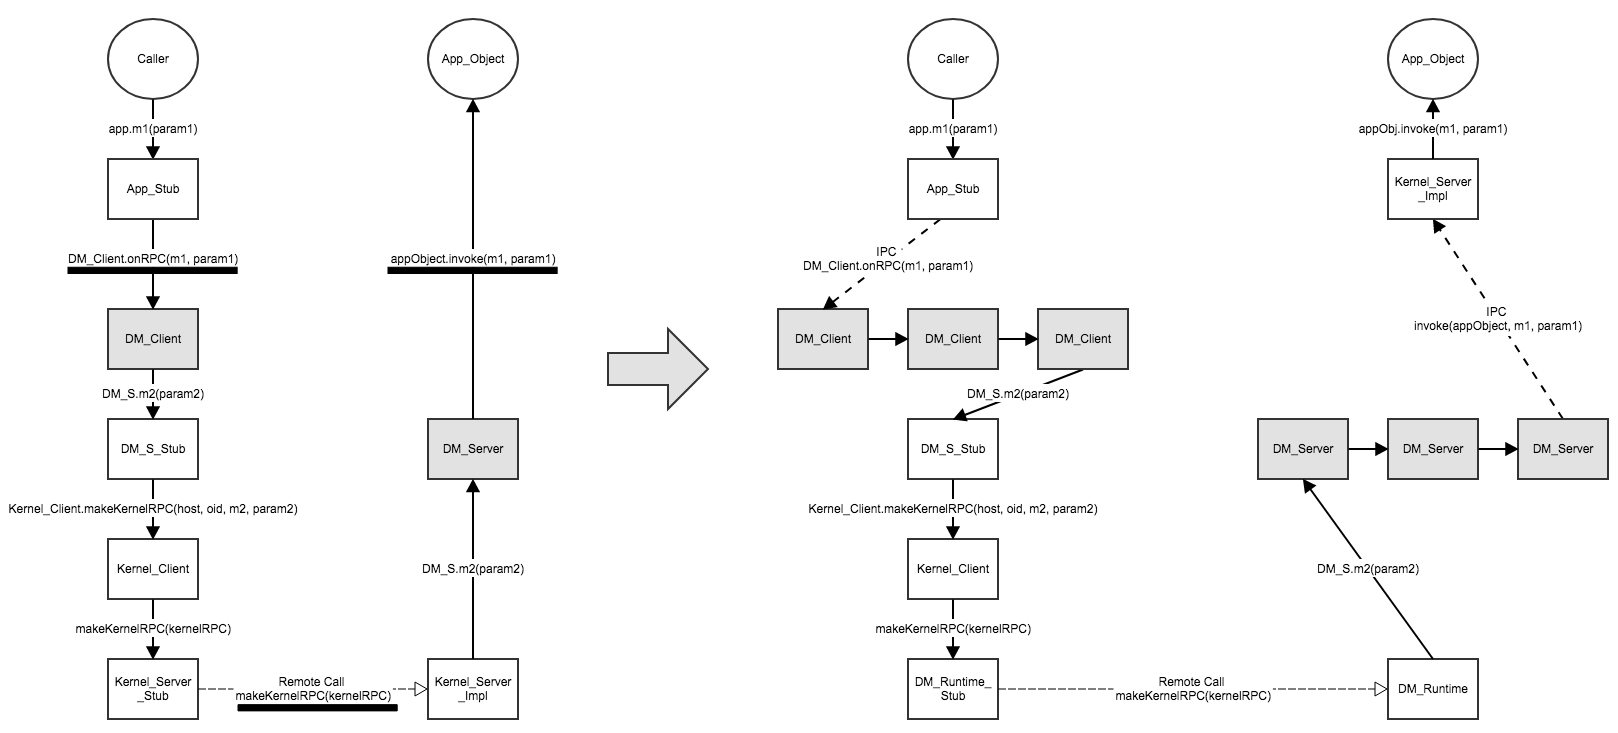 Caller
app.m1(param1)
App_Stub
DM_Client.onRPC(m1, param1)
DM_Client
DM_S.m2(param2)
DM_S_Stub
Kernel_Client.makeKernelRPC(host, oid, m2, param2)
Kernel_Client
makeKernelRPC(kernelRPC)
Kernel_Server
_Stub
Remote Call
makeKernelRPC(kernelRPC)
Kernel_Server
_Impl
DM_S.m2(param2)
DM_Server
appObject.invoke(m1, param1)
App_Object
Caller
app.m1(param1)
App_Stub
IPC
DM_Client.onRPC(m1, param1)
DM_Client
DM_Client
DM_Client
DM_S.m2(param2)
DM_S_Stub
Kernel_Client.makeKernelRPC(host, oid, m2, param2)
Kernel_Client
makeKernelRPC(kernelRPC)
DM_Runtime_
Stub
Remote Call
makeKernelRPC(kernelRPC)
DM_Runtime
DM_S.m2(param2)
DM_Server
DM_Server
DM_Server
IPC
invoke(appObject, m1, param1)
Kernel_Server
_Impl
appObj.invoke(m1, param1)
App_Object